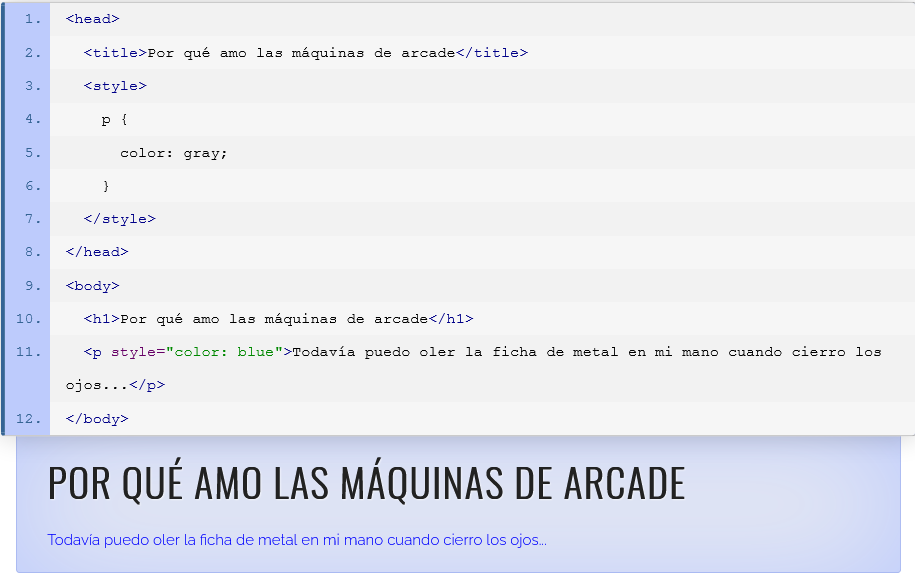 1. <head>
2.   <title>Por qué amo las máquinas de arcade</title>
3.   <style>
4.     p {
5.       color: gray;
6.     }
7.   </style>
8. </head>
9. <body>
10.   <h1>Por qué amo las máquinas de arcade</h1>
11.   <p style="color: blue">Todavía puedo oler la ficha de metal en mi mano cuando cierro los
ojos...</p>
12. </body>
POR QUÉ AMO LAS MÁQUINAS DE ARCADE
Todavía puedo oler la ficha de metal en mi mano cuando cierro los ojos...